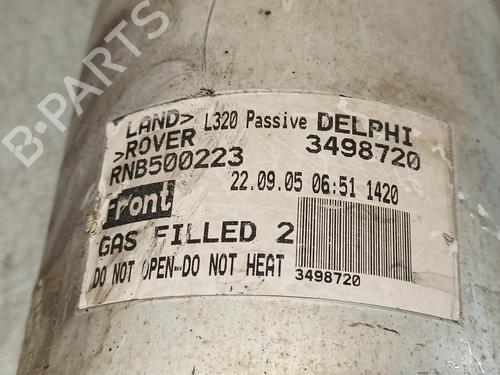 B-PARTS
LAND> L320 Passive DELPHI
>ROVER 3498720
RNB500223
22.09.05 06:51 1420
Front
GAS FILLED 2
DO NOT OPEN-DO NOT HEAT 3498720